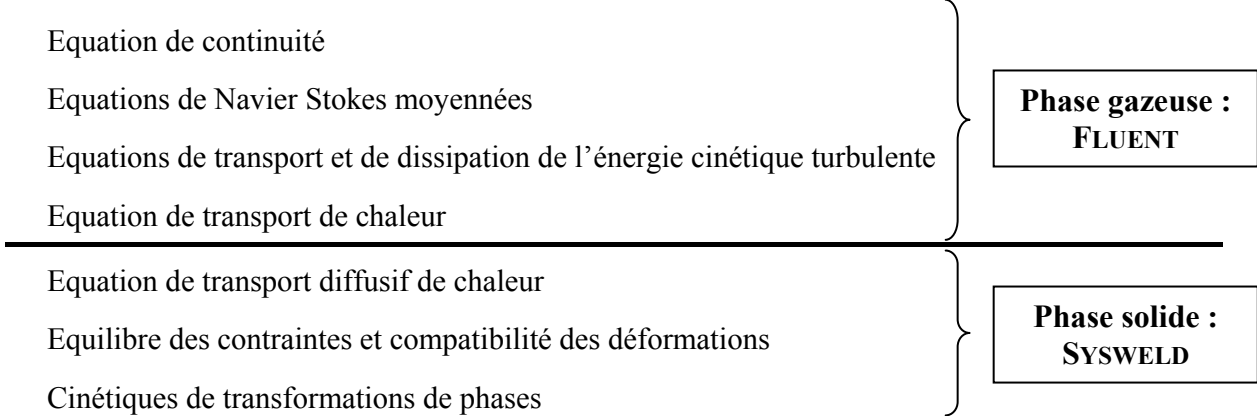 Equation de continuité
Equations de Navier Stokes moyennées
Equations de transport et de dissipation de l’énergie cinétique turbulente
Equation de transport de chaleur
Phase gazeuse :
FLUENT
Equation de transport diffusif de chaleur
Equilibre des contraintes et compatibilité des déformations
Cinétiques de transformations de phases
Phase solide :
SYSWELD